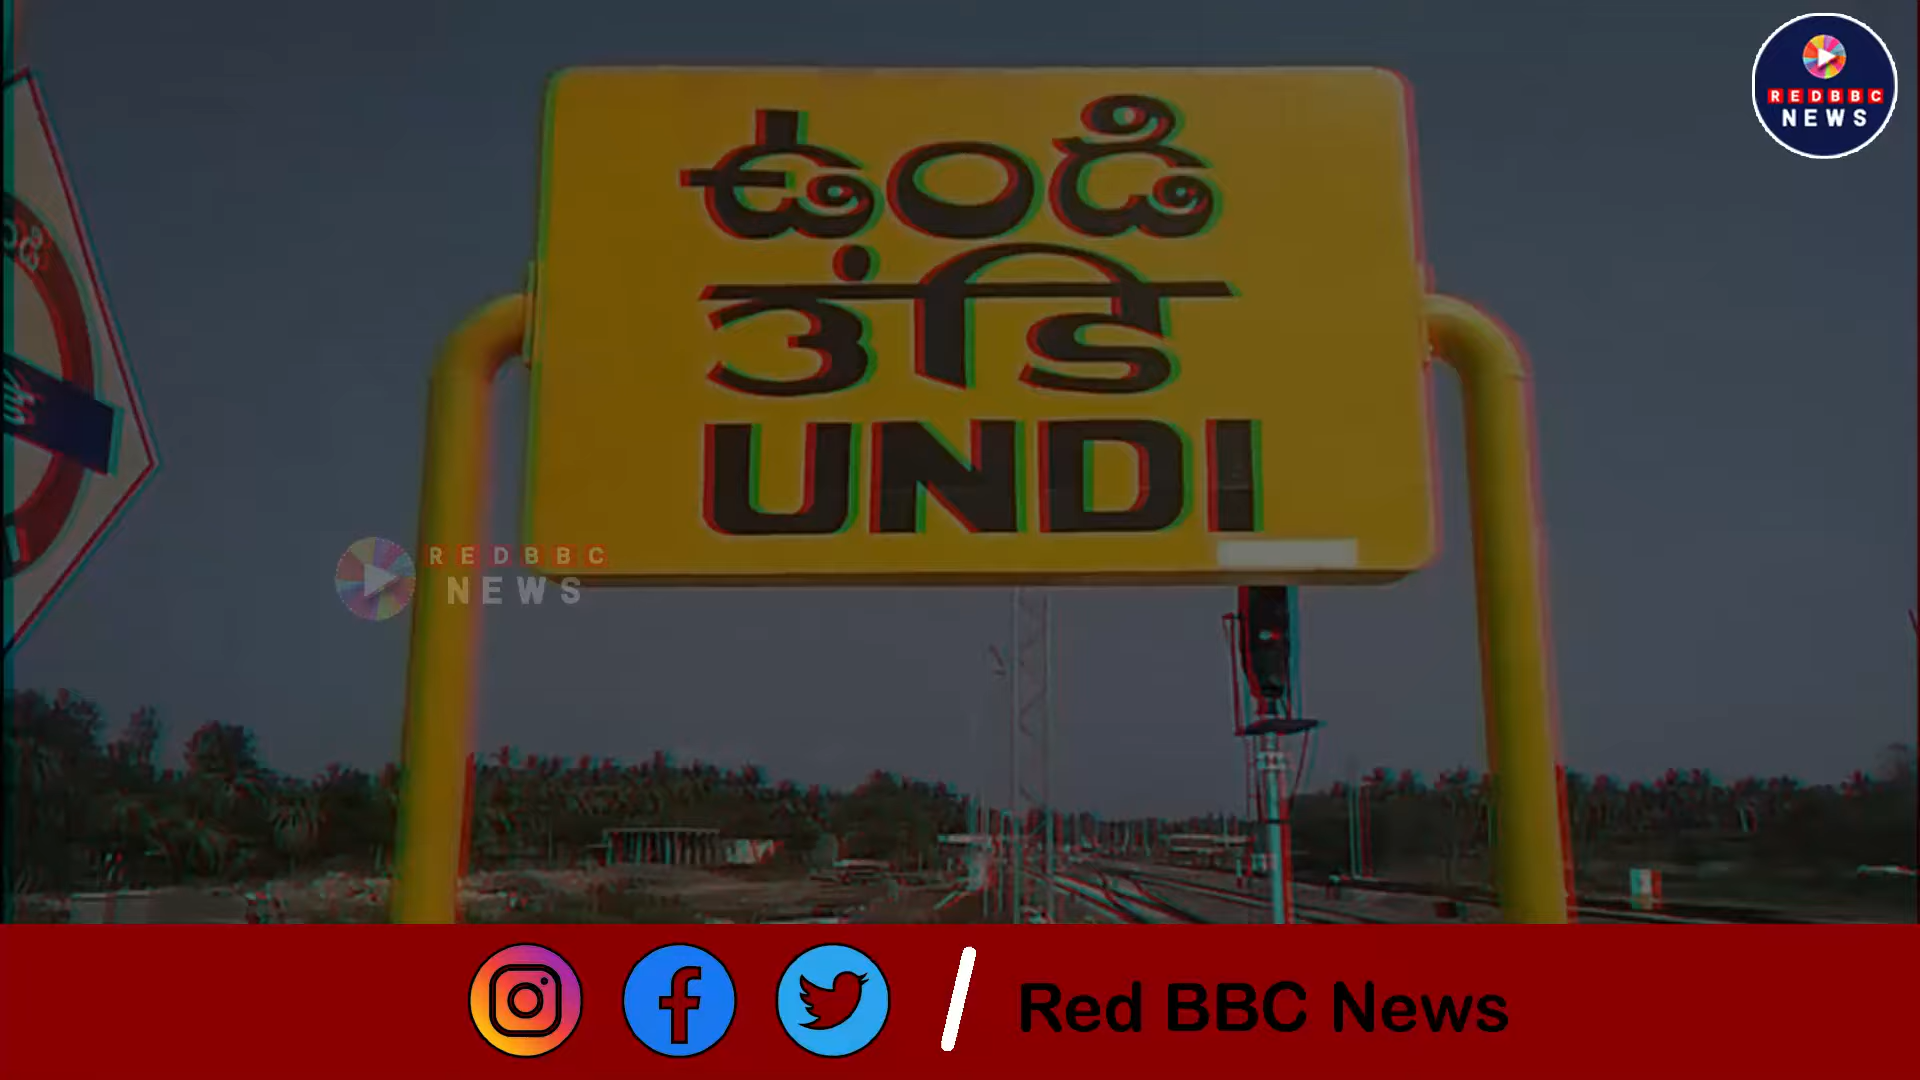 REDBBC
NEWS
ఉండి
उंडि
UNDI
REDBBC
NEWS
Red BBC News